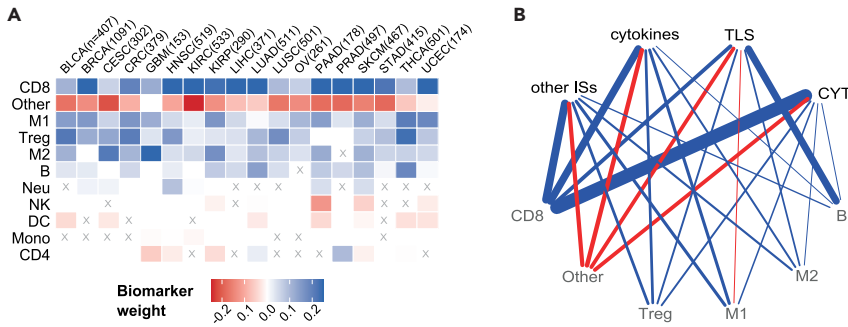 A
BLCA(n=407)
BRCA(1091)
CESC(302)
CRC(379)
GBM(153)
HNSC(519)
KIRC(533)
KIRP(290)
LIHC(371)
LUAD(511)
LUSC(501)
OV(261)
PAAD(178)
PRAD(497)
SKCM(467)
STAD(415)
THCA(501)
UCEC(174)
CD8
Other
M1
Treg
M2
B
Neu
NK
DC
Mono
CD4
Biomarker
weight
-0.2
0.1
0.0
0.1
0.2
B
cytokines
TLS
other ISs
CYT
CD8
B
Other
M2
Treg
M1